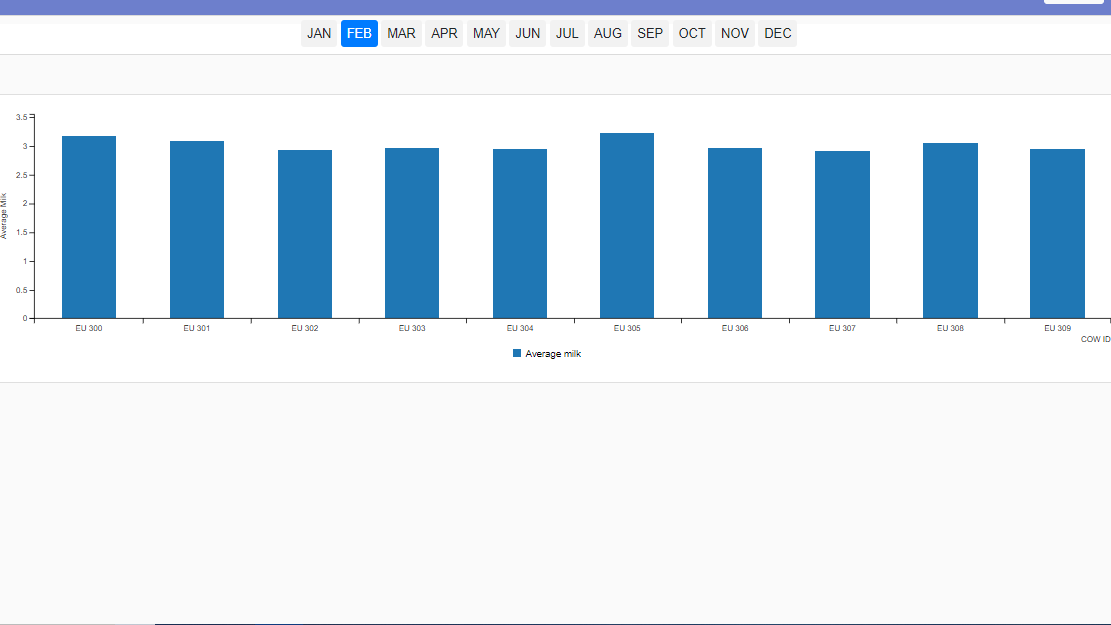 JAN FEB MAR APR MAY JUN JUL AUG SEP OCT NOV DEC
3.5
3
2.5
2
1.5
1
0.5
0
Average Milk
EU 300 EU 301 EU 302 EU 303 EU 304 EU 305 EU 306 EU 307 EU 308 EU 309
COW ID
Average milk